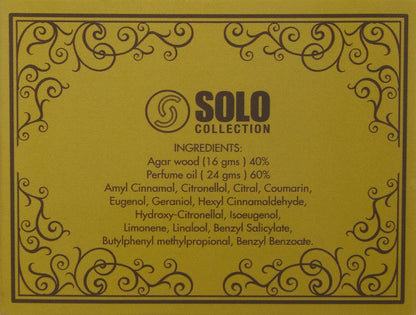 S SOLO
COLLECTION
INGREDIENTS:
Agar wood (16 gms ) 40%
Perfume oil ( 24 gms ) 60%
Amyl Cinnamal, Citronellol, Citral, Coumarin,
Eugenol, Geraniol, Hexyl Cinnamaldehyde,
Hydroxy-Citronellal, Isoeugenol,
Limonene, Linalool, Benzyl Salicylate,
Butylphenyl methylpropional, Benzyl Benzoate.